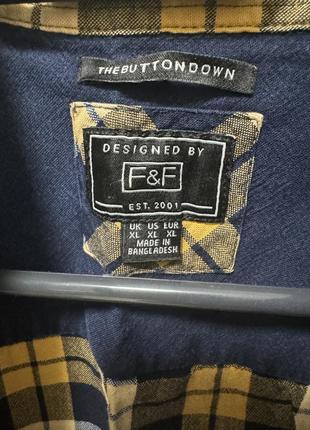 THEBUTTONDOWN
DESIGNED BY
F&F
EST. 2001
UK US EUR
XL XL XL
MADE IN
BANGLADESH